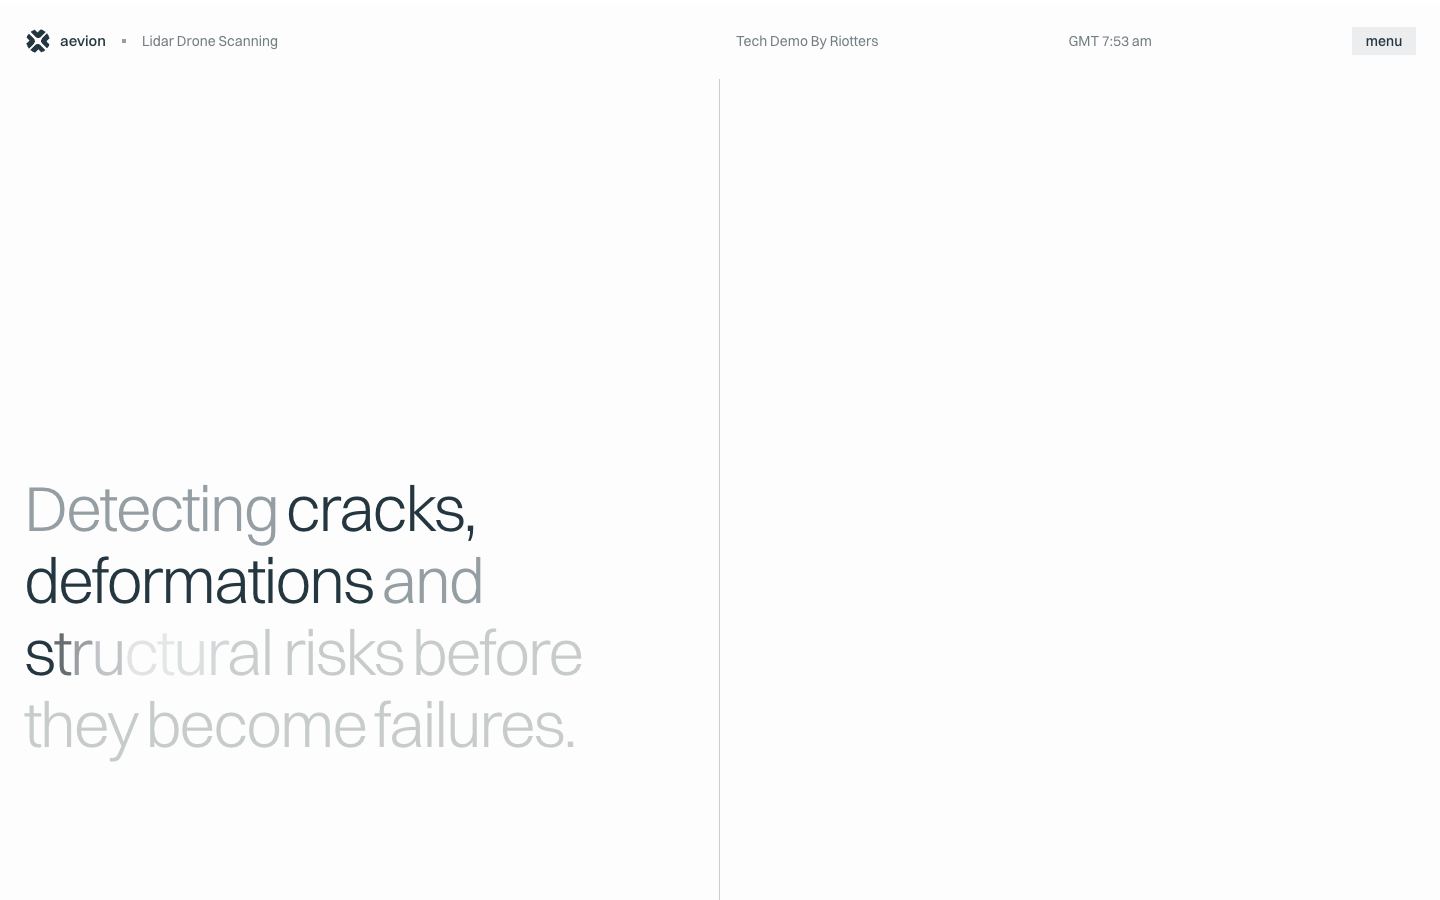 aevion
Lidar Drone Scanning
Tech Demo By Riotters
GMT 7:53 am
menu
Detecting cracks,
deformations and
structural risks before
they become failures.